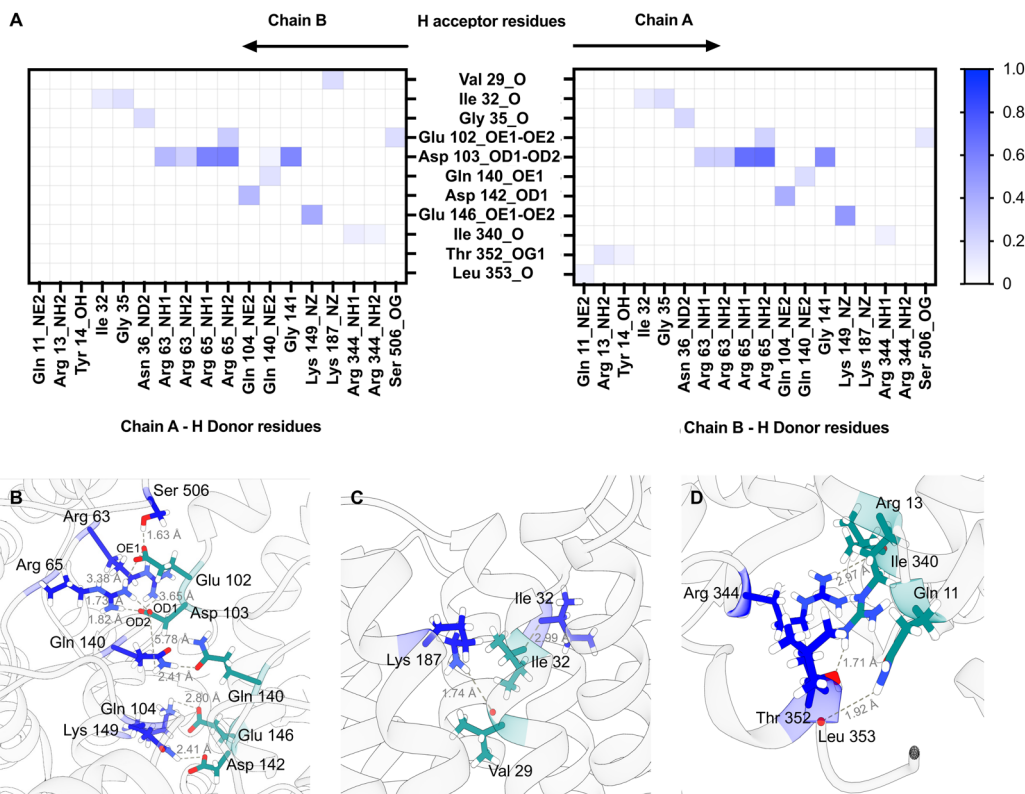 A
Chain B
H acceptor residues
Chain A
Val 29_O
Ile 32_O
Gly 35_O
Glu 102_OE1-OE2
Asp 103_OD1-OD2
Gln 140_OE1
Asp 142_OD1
Glu 146_OE1-OE2
Ile 340_O
Thr 352_OG1
Leu 353_O
1.0
0.8
0.6
0.4
0.2
0
Gln 11_NE2
Arg 13_NH2
Tyr 14_OH
Ile 32
Gly 35
Asn 36_ND2
Arg 63_NH1
Arg 63_NH2
Arg 65_NH1
Arg 65_NH2
Gln 104_NE2
Gln 140_NE2
Gly 141
Lys 149_NZ
Lys 187_NZ
Arg 344_NH1
Arg 344_NH2
Ser 506_OG
Gln 11_NE2
Arg 13_NH2
Tyr 14_OH
Ile 32
Gly 35
Asn 36_ND2
Arg 63_NH1
Arg 63_NH2
Arg 65_NH1
Arg 65_NH2
Gln 104_NE2
Gln 140_NE2
Gly 141
Lys 149_NZ
Lys 187_NZ
Arg 344_NH1
Arg 344_NH2
Ser 506_OG
Chain A - H Donor residues
Chain B - H Donor residues
B
Ser 506
Arg 63
1.63 Å
OE1
Arg 65
3.38 Å
Glu 102
3.65 Å
1.73 Å
OD1
Asp 103
1.82 Å
OD2
Gln 140
5.78 Å
2.41 Å
Gln 140
2.80 Å
Gln 104
Lys 149
Glu 146
2.41 Å
Asp 142
C
Ile 32
2.99 Å
Lys 187
Ile 32
1.74 Å
Val 29
D
Arg 13
Ile 340
2.97 Å
Arg 344
Gln 11
1.71 Å
Thr 352
1.92 Å
Leu 353